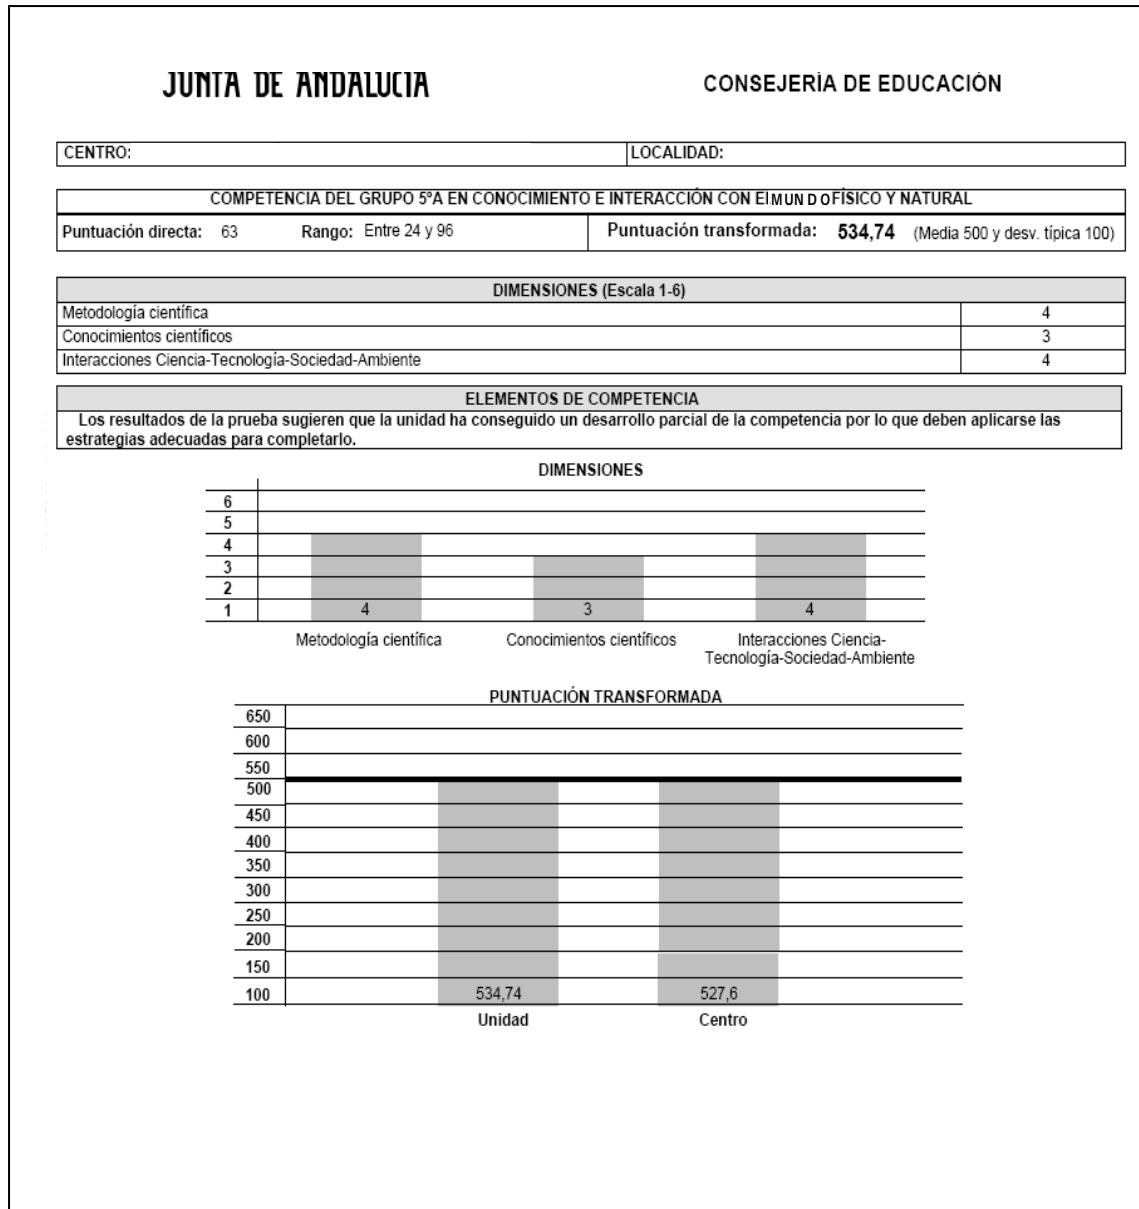 JUNTA DE ANDALUCIA
CONSEJERÍA DE EDUCACIÓN
CENTRO:
LOCALIDAD:
COMPETENCIA DEL GRUPO 5ºA EN CONOCIMIENTO E INTERACCIÓN CON El MUNDO FÍSICO Y NATURAL
Puntuación directa: 63 Rango: Entre 24 y 96
Puntuación transformada: 534,74 (Media 500 y desv. típica 100)
DIMENSIONES (Escala 1-6)
Metodología científica 4
Conocimientos científicos 3
Interacciones Ciencia-Tecnología-Sociedad-Ambiente 4
ELEMENTOS DE COMPETENCIA
Los resultados de la prueba sugieren que la unidad ha conseguido un desarrollo parcial de la competencia por lo que deben aplicarse las
estrategias adecuadas para completarlo.
DIMENSIONES
6
5
4
3
2
1 4 3 4
Metodología científica Conocimientos científicos Interacciones Ciencia-
Tecnología-Sociedad-Ambiente
PUNTUACIÓN TRANSFORMADA
650
600
550
500
450
400
350
300
250
200
150
100 534,74 527,6
Unidad Centro